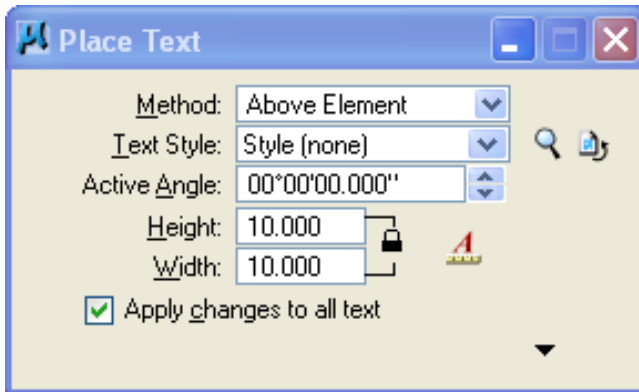 Place Text
Method: Above Element
Text Style: Style (none)
Active Angle: 00°00'00.000"
Height: 10.000
Width: 10.000
Apply changes to all text